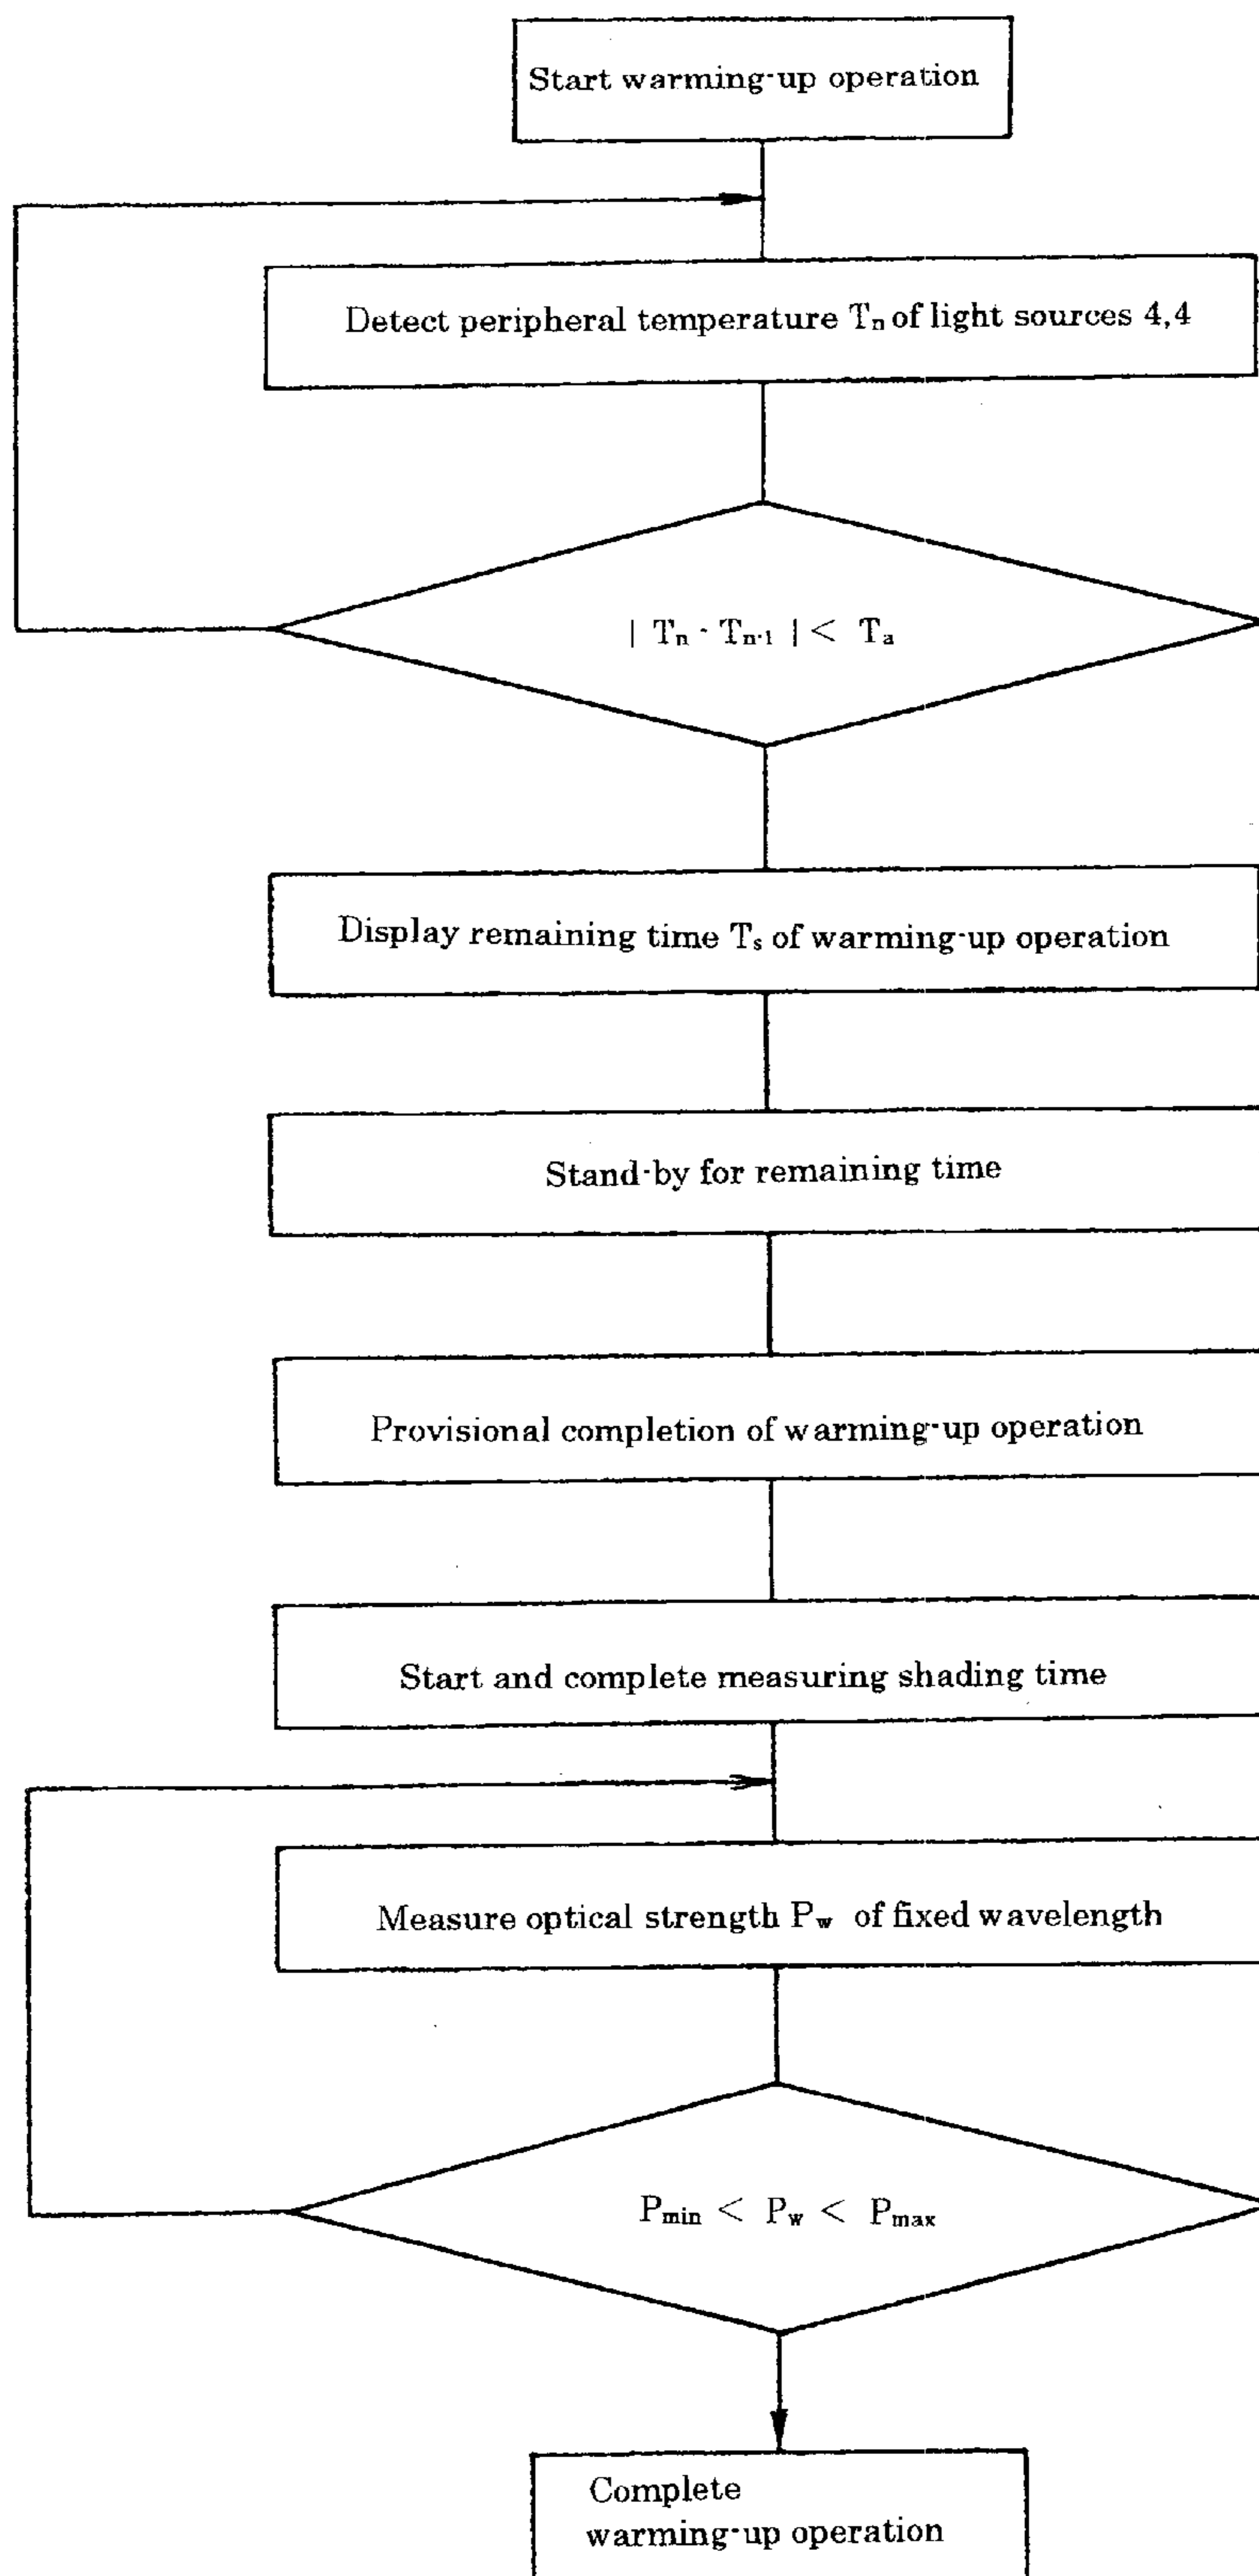 Start warming-up operation
Detect peripheral temperature Tn of light sources 4,4
| Tn - Tn-1 | < Ta
Display remaining time Ts of warming-up operation
Stand-by for remaining time
Provisional completion of warming-up operation
Start and complete measuring shading time
Measure optical strength Pw of fixed wavelength
Pmin < Pw < Pmax
Complete
warming-up operation